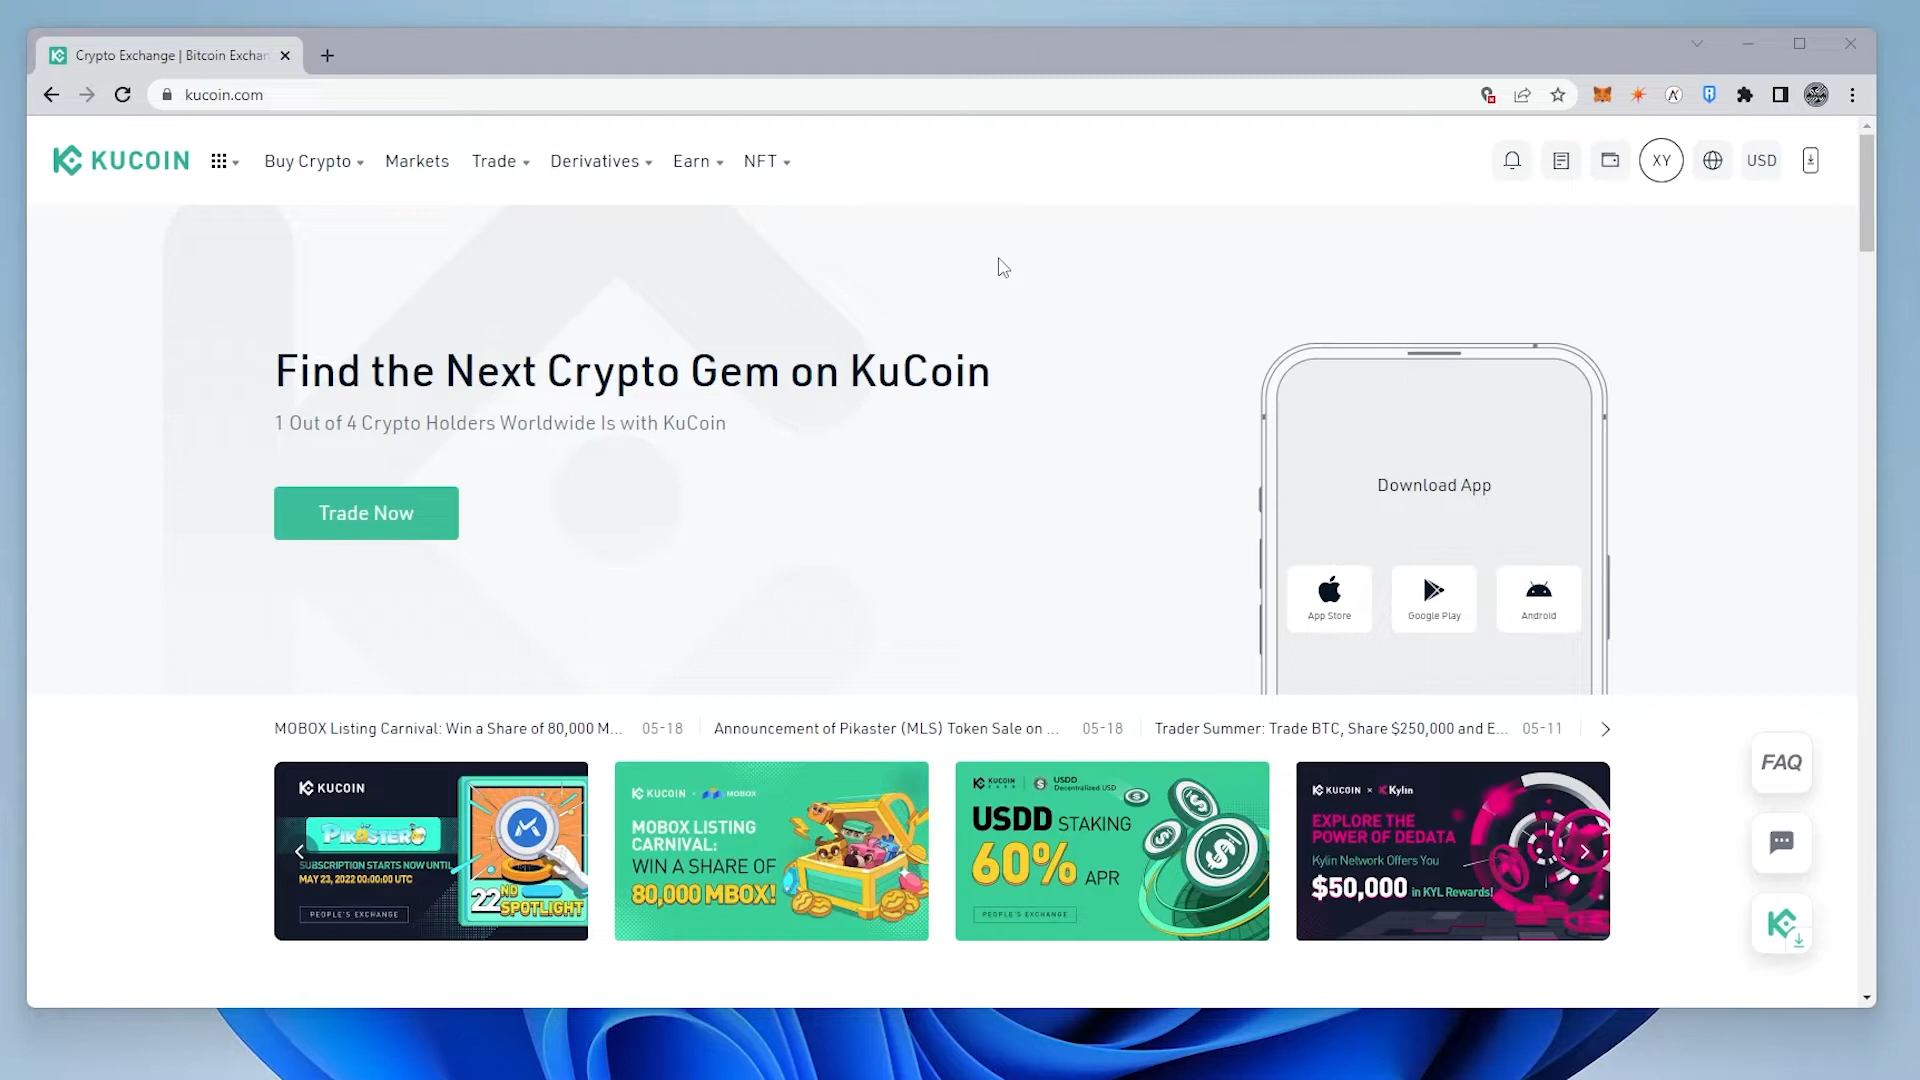 Crypto Exchange | Bitcoin Exchan
kucoin.com
KUCOIN
Buy Crypto
Markets
Trade
Derivatives
Earn
NFT
XY
USD
Find the Next Crypto Gem on KuCoin
1 Out of 4 Crypto Holders Worldwide Is with KuCoin
Trade Now
Download App
App Store
Google Play
Android
MOBOX Listing Carnival: Win a Share of 80,000 M... 05-18
Announcement of Pikaster (MLS) Token Sale on ... 05-18
Trader Summer: Trade BTC, Share $250,000 and E... 05-11
KUCOIN
PIKASTER
SUBSCRIPTION STARTS NOW UNTIL
MAY 23, 2022 00:00:00 UTC
PEOPLE'S EXCHANGE
22ND
SPOTLIGHT
KUCOIN × MOBOX
MOBOX LISTING
CARNIVAL:
WIN A SHARE OF
80,000 MBOX!
KUCOIN EARN
USDD
Decentralized USD
USDD STAKING
60% APR
PEOPLE'S EXCHANGE
KUCOIN × Kylin
EXPLORE THE
POWER OF DEDATA
Kylin Network Offers You
$50,000 in KYL Rewards!
FAQ